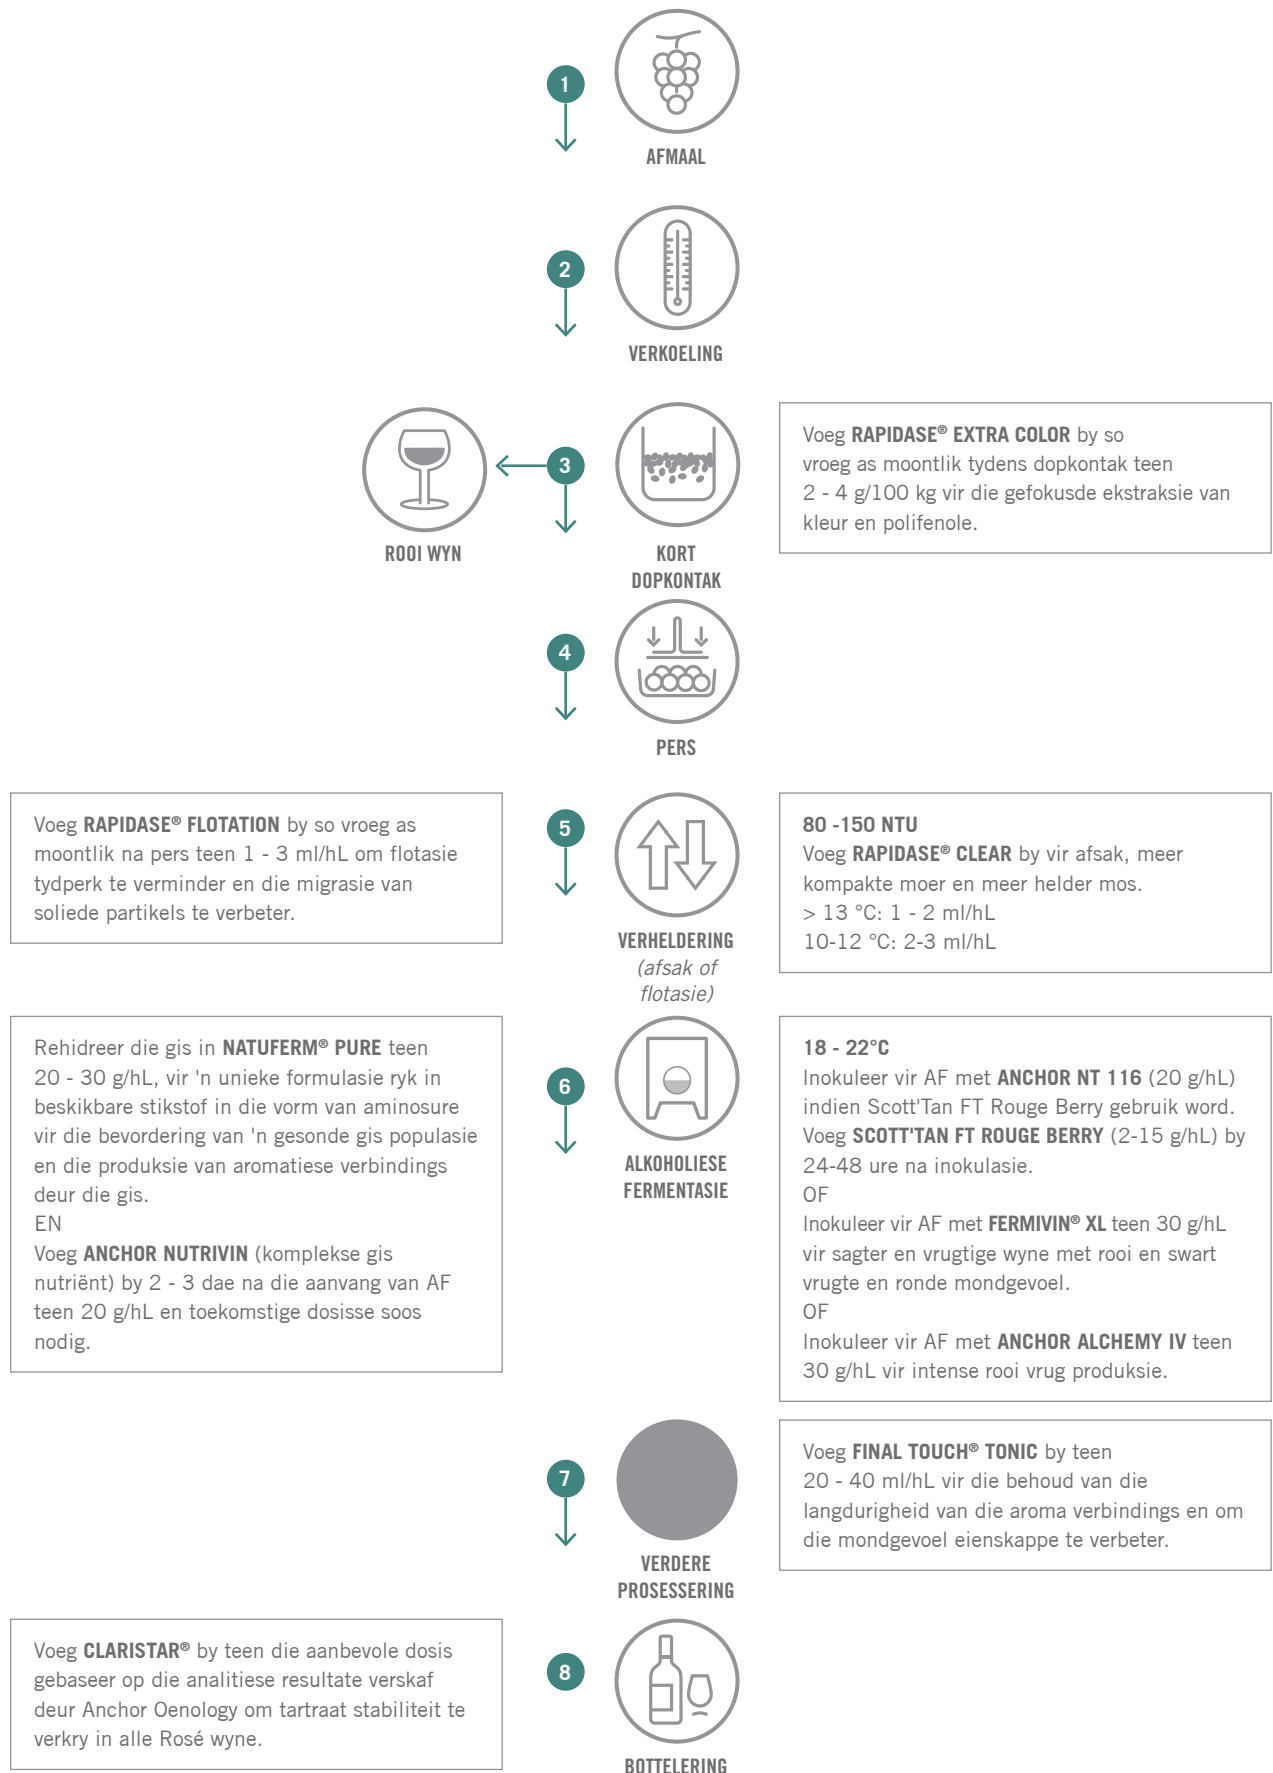 1
AFMAAL
2
VERKOELING
3
ROOI WYN
KORT
DOPKONTAK
Voeg RAPIDASE® EXTRA COLOR by so
vroeg as moontlik tydens dopkontak teen
2 - 4 g/100 kg vir die gefokusde ekstraksie van
kleur en polifenole.
4
PERS
Voeg RAPIDASE® FLOTATION by so vroeg as
moontlik na pers teen 1 - 3 ml/hL om flotasie
tydperk te verminder en die migrasie van
soliede partikels te verbeter.
5
VERHELDERING
(afsak of
flotasie)
80 -150 NTU
Voeg RAPIDASE® CLEAR by vir afsak, meer
kompakte moer en meer helder mos.
> 13 °C: 1 - 2 ml/hL
10-12 °C: 2-3 ml/hL
Rehidreer die gis in NATUFERM® PURE teen
20 - 30 g/hL, vir 'n unieke formulasie ryk in
beskikbare stikstof in die vorm van aminosure
vir die bevordering van 'n gesonde gis populasie
en die produksie van aromatiese verbindings
deur die gis.
EN
Voeg ANCHOR NUTRIVIN (komplekse gis
nutriënt) by 2 - 3 dae na die aanvang van AF
teen 20 g/hL en toekomstige dosisse soos
nodig.
6
ALKOHOLIESE
FERMENTASIE
18 - 22°C
Inokuleer vir AF met ANCHOR NT 116 (20 g/hL)
indien Scott'Tan FT Rouge Berry gebruik word.
Voeg SCOTT'TAN FT ROUGE BERRY (2-15 g/hL) by
24-48 ure na inokulasie.
OF
Inokuleer vir AF met FERMIVIN® XL teen 30 g/hL
vir sagter en vrugtige wyne met rooi en swart
vrugte en ronde mondgevoel.
OF
Inokuleer vir AF met ANCHOR ALCHEMY IV teen
30 g/hL vir intense rooi vrug produksie.
7
VERDERE
PROSESSERING
Voeg FINAL TOUCH® TONIC by teen
20 - 40 ml/hL vir die behoud van die
langdurigheid van die aroma verbindings en om
die mondgevoel eienskappe te verbeter.
Voeg CLARISTAR® by teen die aanbevole dosis
gebaseer op die analitiese resultate verskaf
deur Anchor Oenology om tartraat stabiliteit te
verkry in alle Rosé wyne.
8
BOTTELERING